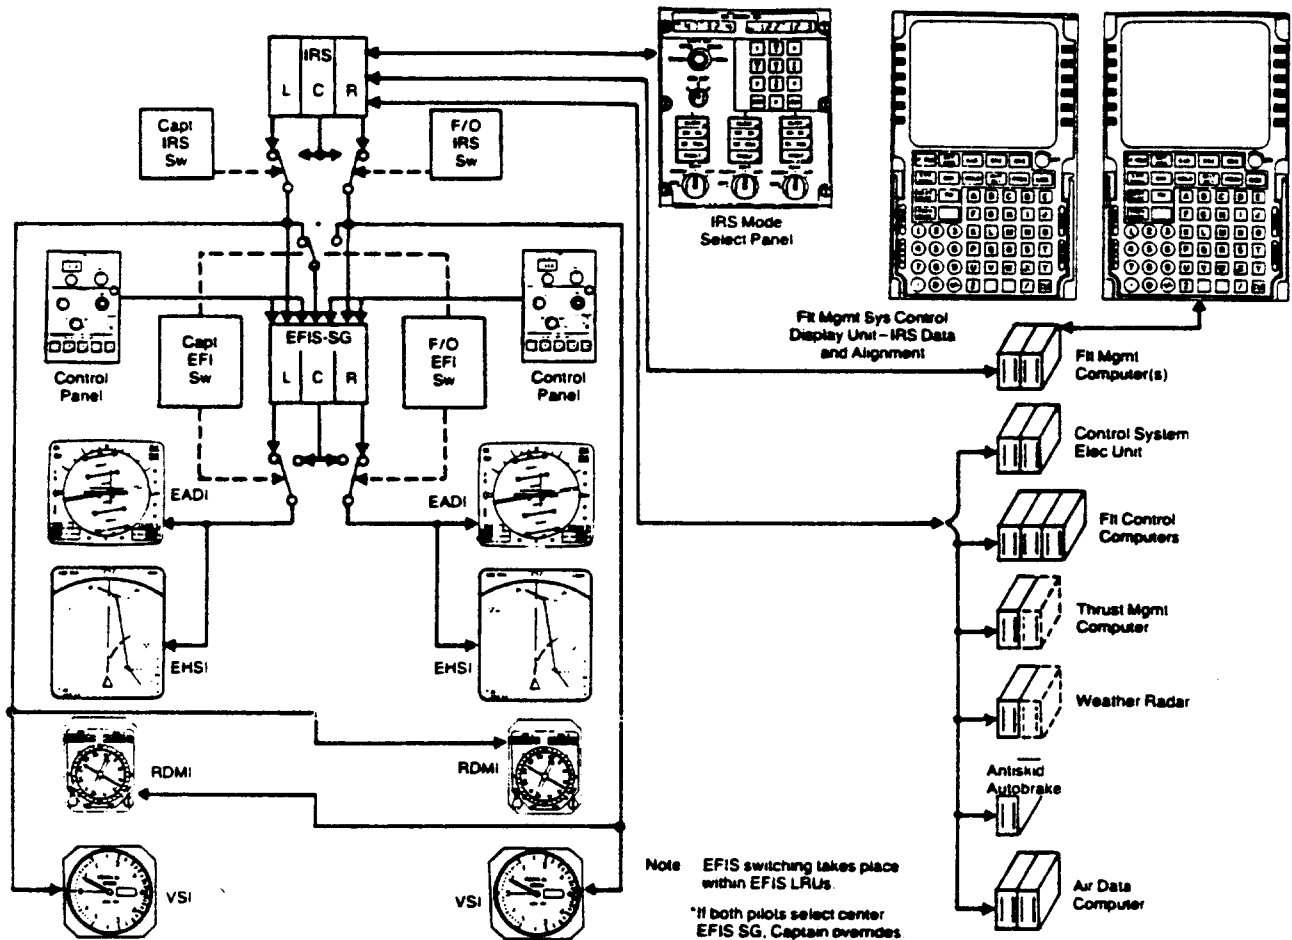 IRS
L C R
Capt
IRS
Sw
F/O
IRS
Sw
IRS Mode
Select Panel
Control
Panel
Capt
EFI
Sw
EFIS-SG
L C R
F/O
EFI
Sw
Control
Panel
Flt Mgmt Sys Control
Display Unit – IRS Data
and Alignment
Flt Mgmt
Computer(s)
Control System
Elec Unit
EADI
EADI
Flt Control
Computers
Thrust Mgmt
Computer
EHSI
EHSI
Weather Radar
RDMI
RDMI
Antiskid
Autobrake
VSI
VSI
Air Data
Computer
Note EFIS switching takes place
within EFIS LRUs.
*If both pilots select center
EFIS SG, Captain overrides